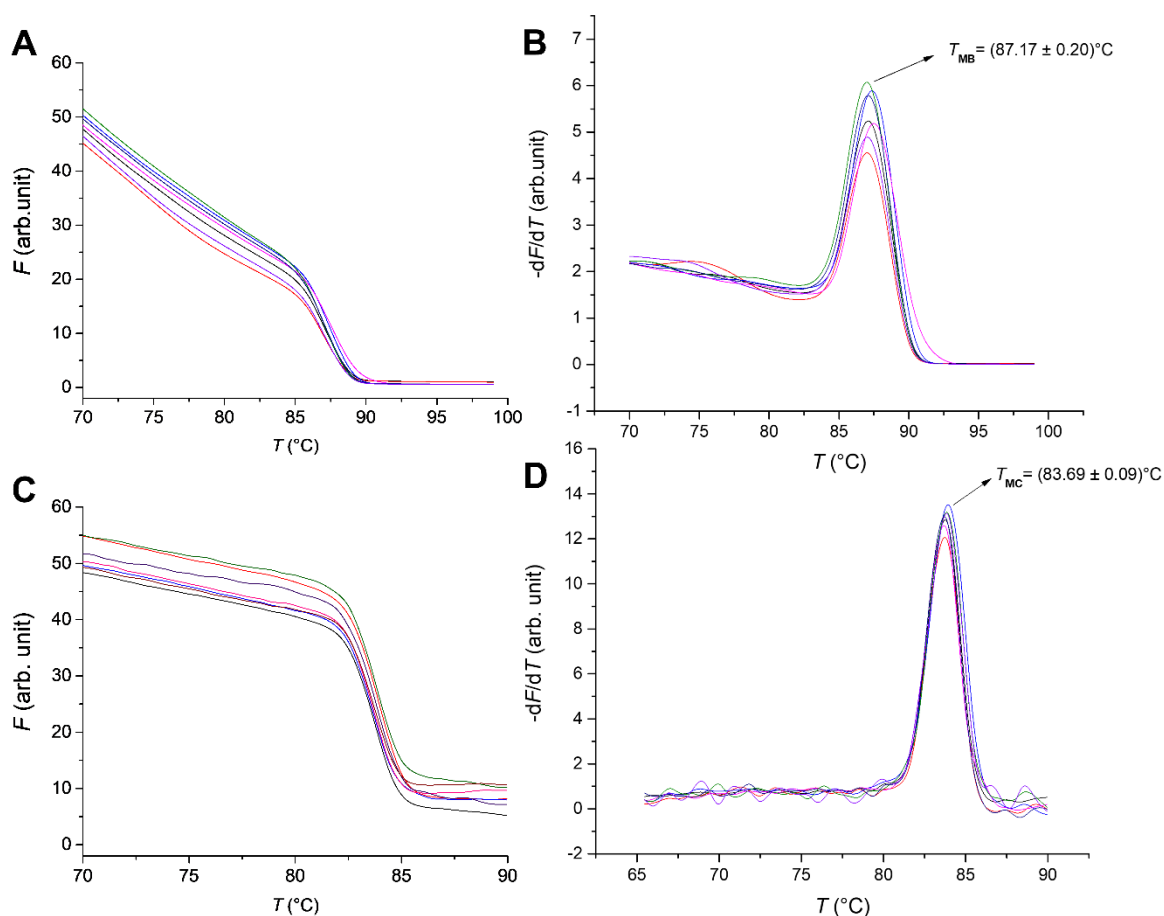 A
F (arb.unit)
60
50
40
30
20
10
0
70 75 80 85 90 95 100
T (°C)
B
-dF/dT (arb.unit)
7
6
5
4
3
2
1
0
-1
TMB= (87.17 ± 0.20)°C
70 75 80 85 90 95 100
T (°C)
C
F (arb. unit)
60
50
40
30
20
10
0
70 75 80 85 90
T (°C)
D
-dF/dT (arb. unit)
16
14
12
10
8
6
4
2
0
-2
TMC= (83.69 ± 0.09)°C
65 70 75 80 85 90
T (°C)